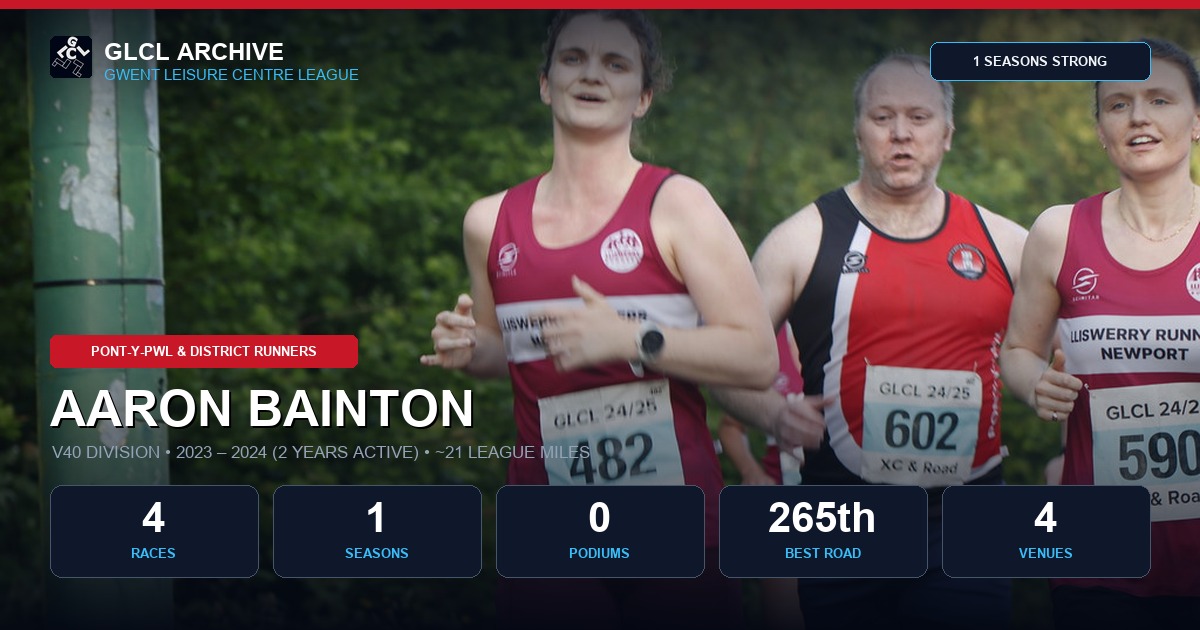 GLCL ARCHIVE
GWENT LEISURE CENTRE LEAGUE
1 SEASONS STRONG
LLISWERRY RUNN
NEWPORT
GLCL 24/25
482
GLCL 24/25
602
XC & Road
GLCL 24/2
590
& Roa
PONT-Y-PWL & DISTRICT RUNNERS
AARON BAINTON
V40 DIVISION • 2023 – 2024 (2 YEARS ACTIVE) • ~21 LEAGUE MILES
4
RACES
1
SEASONS
0
PODIUMS
265th
BEST ROAD
4
VENUES